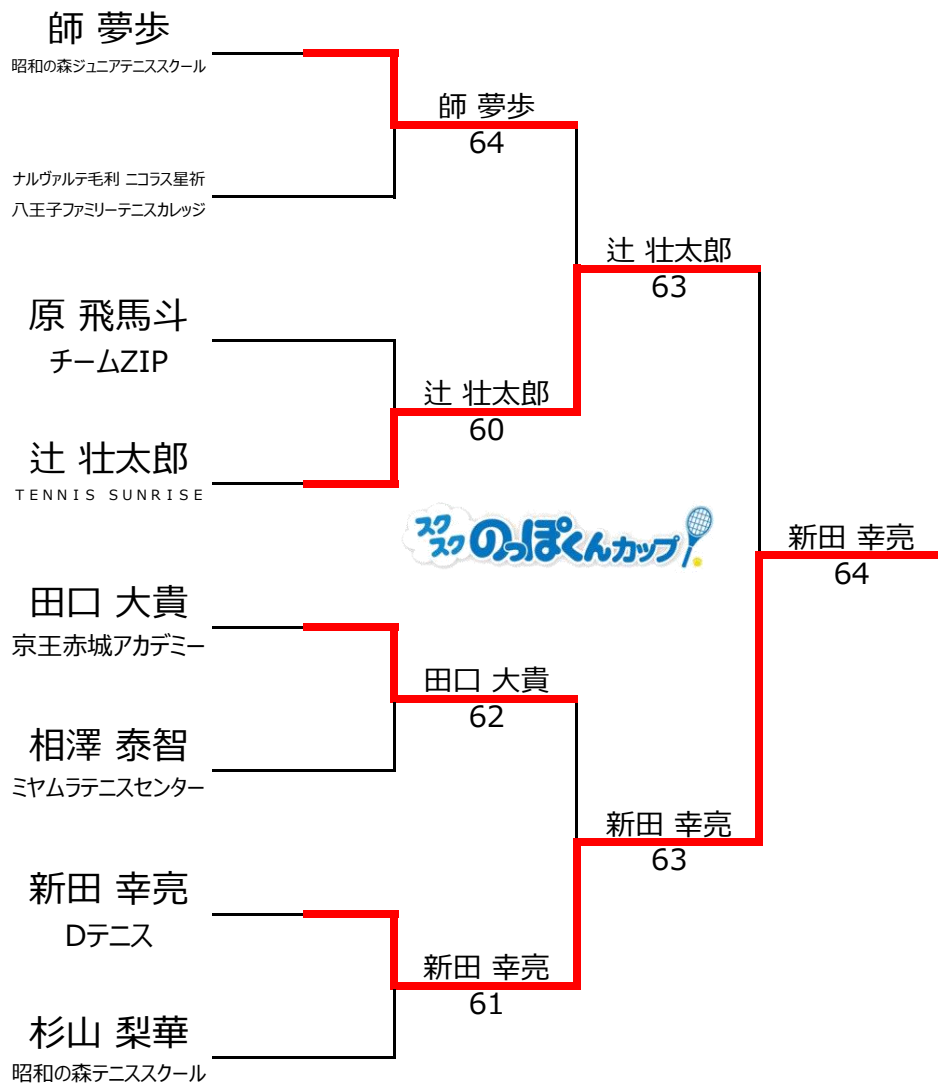 師 夢歩
昭和の森ジュニアテニススクール
師 夢歩
64
ナルヴァルテ毛利 ニコラス星祈
八王子ファミリーテニスカレッジ
辻 壮太郎
63
原 飛馬斗
チームZIP
辻 壮太郎
60
辻 壮太郎
TENNIS SUNRISE
スクスクのっぽくんカップ
新田 幸亮
64
田口 大貴
京王赤城アカデミー
田口 大貴
62
相澤 泰智
ミヤムラテニスセンター
新田 幸亮
63
新田 幸亮
Dテニス
新田 幸亮
61
杉山 梨華
昭和の森テニススクール